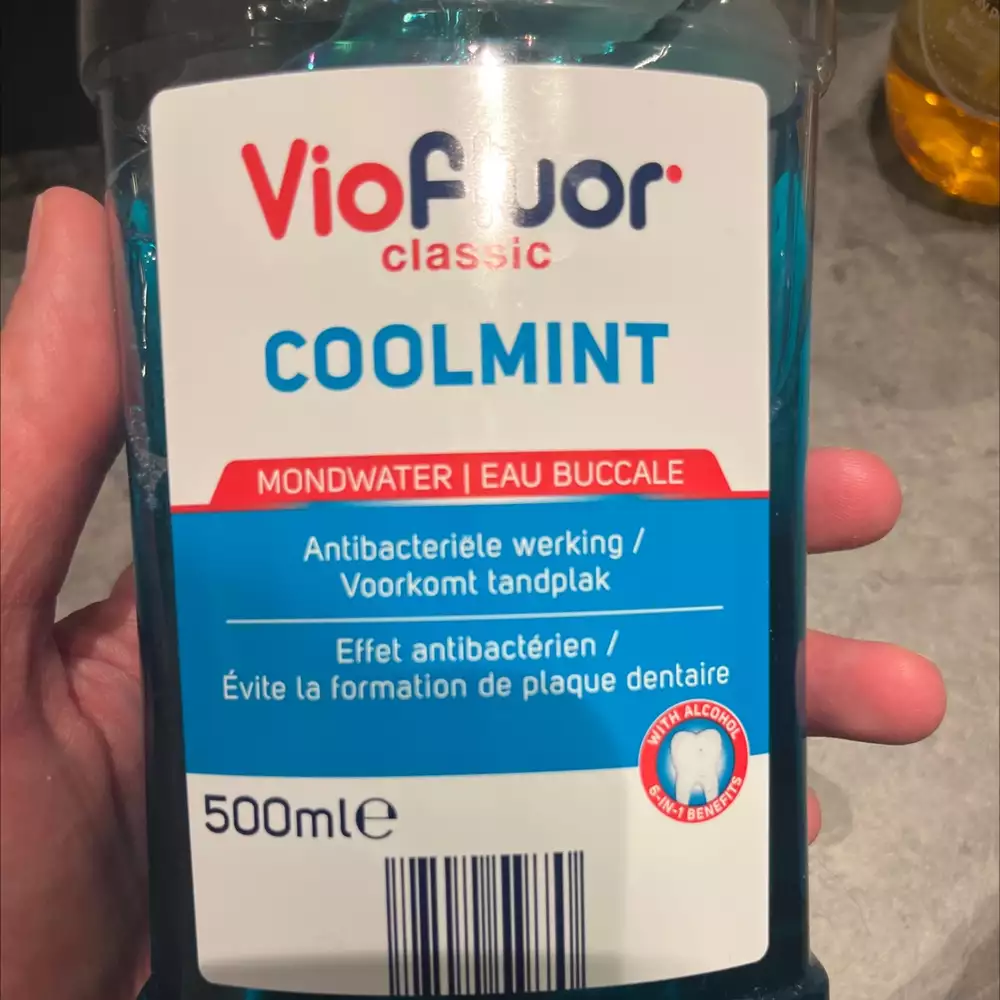 Viofluor
classic
COOLMINT
MONDWATER | EAU BUCCALE
Antibacteriële werking /
Voorkomt tandplak
Effet antibactérien /
Évite la formation de plaque dentaire
WITH ALCOHOL
6-IN-1 BENEFITS
500ml℮